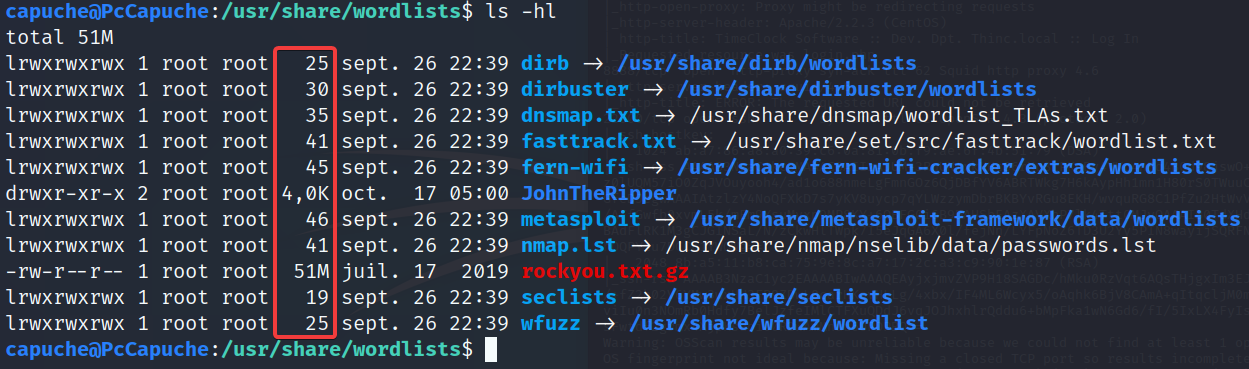 capuche@PcCapuche:/usr/share/wordlists$ ls -hl
total 51M
lrwxrwxrwx 1 root root 25 sept. 26 22:39 dirb -> /usr/share/dirb/wordlists
lrwxrwxrwx 1 root root 30 sept. 26 22:39 dirbuster -> /usr/share/dirbuster/wordlists
lrwxrwxrwx 1 root root 35 sept. 26 22:39 dnsmap.txt -> /usr/share/dnsmap/wordlist_TLAs.txt
lrwxrwxrwx 1 root root 41 sept. 26 22:39 fasttrack.txt -> /usr/share/set/src/fasttrack/wordlist.txt
lrwxrwxrwx 1 root root 45 sept. 26 22:39 fern-wifi -> /usr/share/fern-wifi-cracker/extras/wordlists
drwxr-xr-x 2 root root 4,0K oct. 17 05:00 JohnTheRipper
lrwxrwxrwx 1 root root 46 sept. 26 22:39 metasploit -> /usr/share/metasploit-framework/data/wordlists
lrwxrwxrwx 1 root root 41 sept. 26 22:39 nmap.lst -> /usr/share/nmap/nselib/data/passwords.lst
-rw-r--r-- 1 root root 51M juil. 17 2019 rockyou.txt.gz
lrwxrwxrwx 1 root root 19 sept. 26 22:39 seclists -> /usr/share/seclists
lrwxrwxrwx 1 root root 25 sept. 26 22:39 wfuzz -> /usr/share/wfuzz/wordlist
capuche@PcCapuche:/usr/share/wordlists$